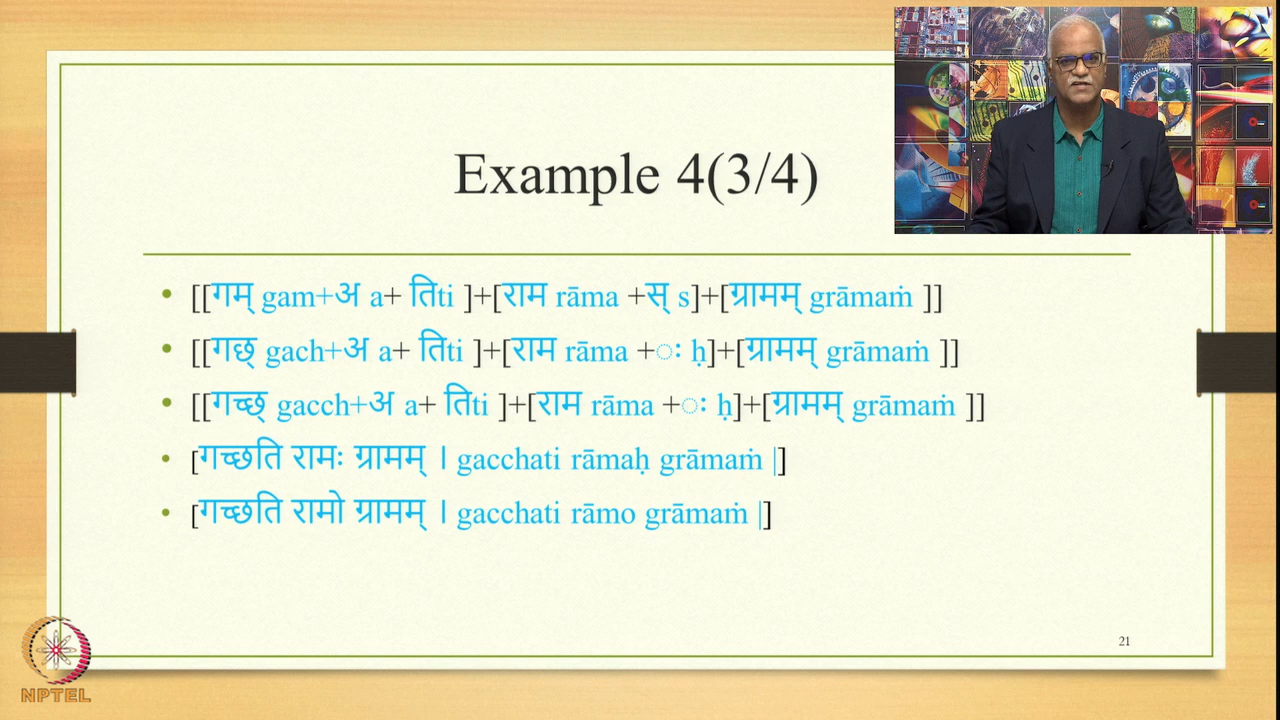 Example 4(3/4)
• [[गम् gam+अ a+ तिti ]+[राम rāma +स् s]+[ग्रामम् grāmaṁ ]]
• [[गछ् gach+अ a+ तिti ]+[राम rāma +ः ḥ]+[ग्रामम् grāmaṁ ]]
• [[गच्छ् gacch+अ a+ तिti ]+[राम rāma +ः ḥ]+[ग्रामम् grāmaṁ ]]
• [गच्छति रामः ग्रामम् । gacchati rāmaḥ grāmaṁ |]
• [गच्छति रामो ग्रामम् । gacchati rāmo grāmaṁ |]
21
NPTEL